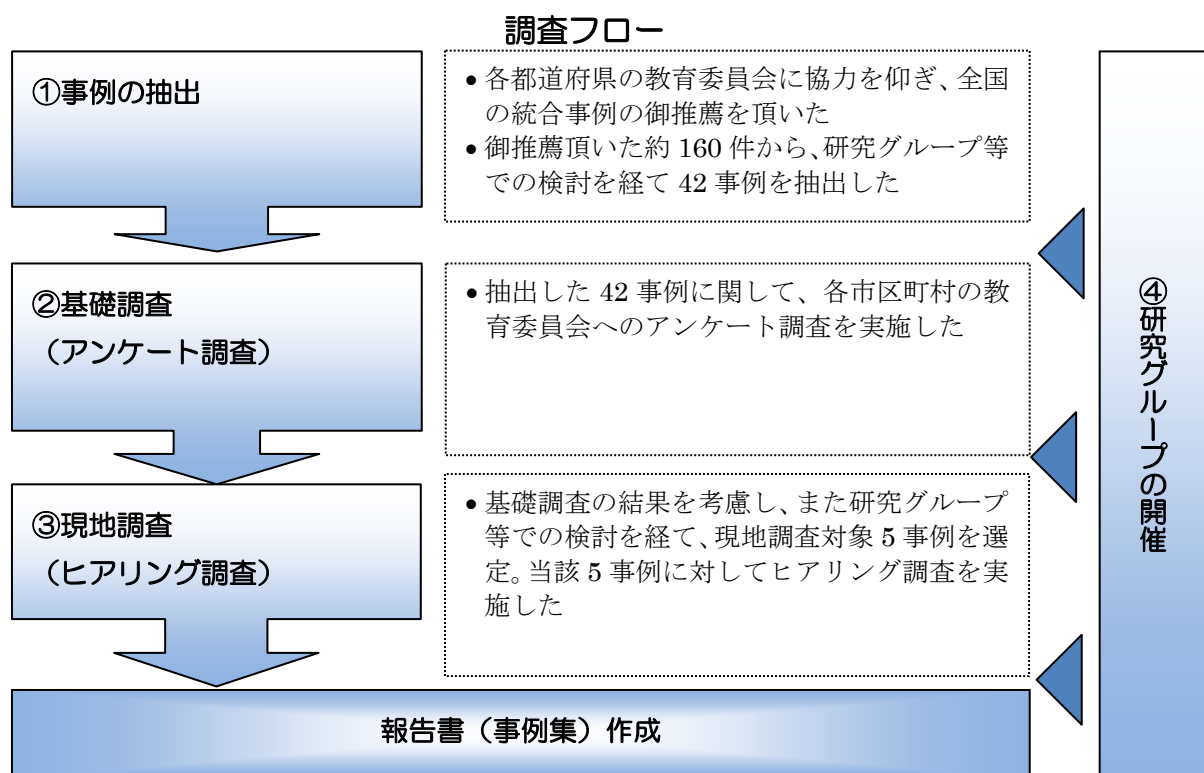 調査フロー
①事例の抽出
• 各都道府県の教育委員会に協力を仰ぎ、全国
の統合事例の御推薦を頂いた
• 御推薦頂いた約 160 件から、研究グループ等
での検討を経て 42 事例を抽出した
②基礎調査
（アンケート調査）
• 抽出した 42 事例に関して、各市区町村の教
育委員会へのアンケート調査を実施した
③現地調査
（ヒアリング調査）
• 基礎調査の結果を考慮し、また研究グループ
等での検討を経て、現地調査対象 5 事例を選
定。当該 5 事例に対してヒアリング調査を実
施した
④研究グループの開催
報告書（事例集）作成